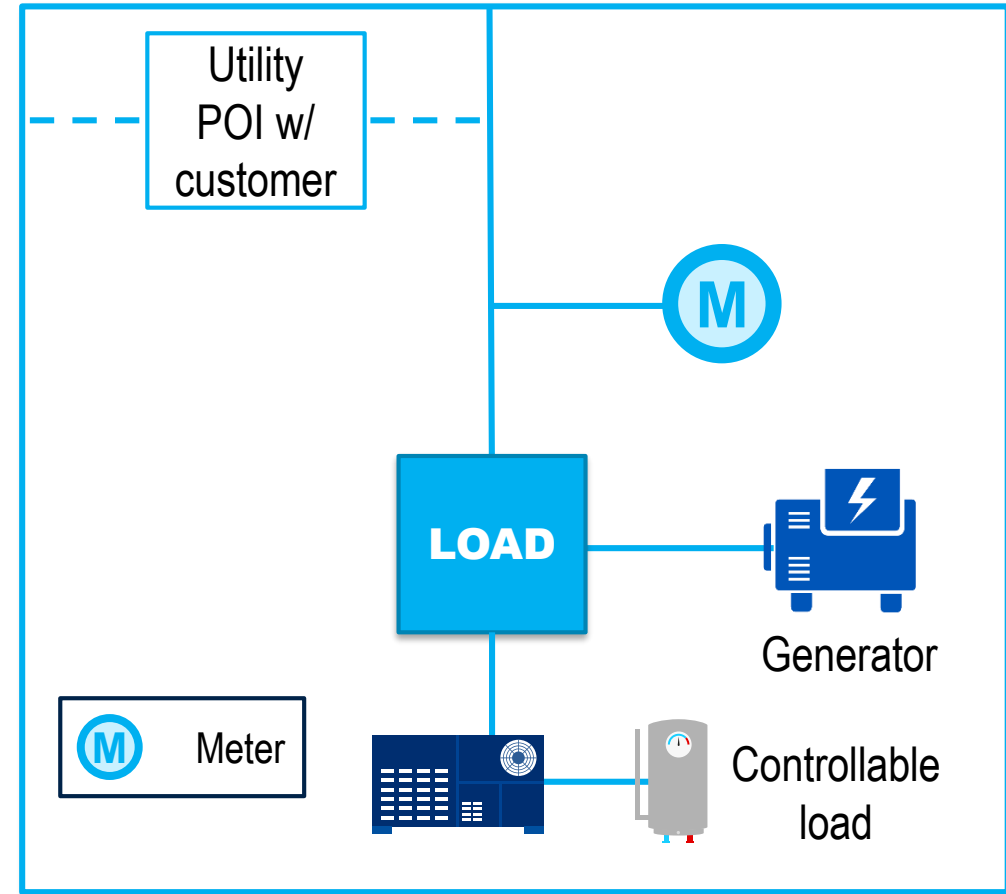 Utility
POI w/
customer
M
LOAD
Generator
M Meter
Controllable
load